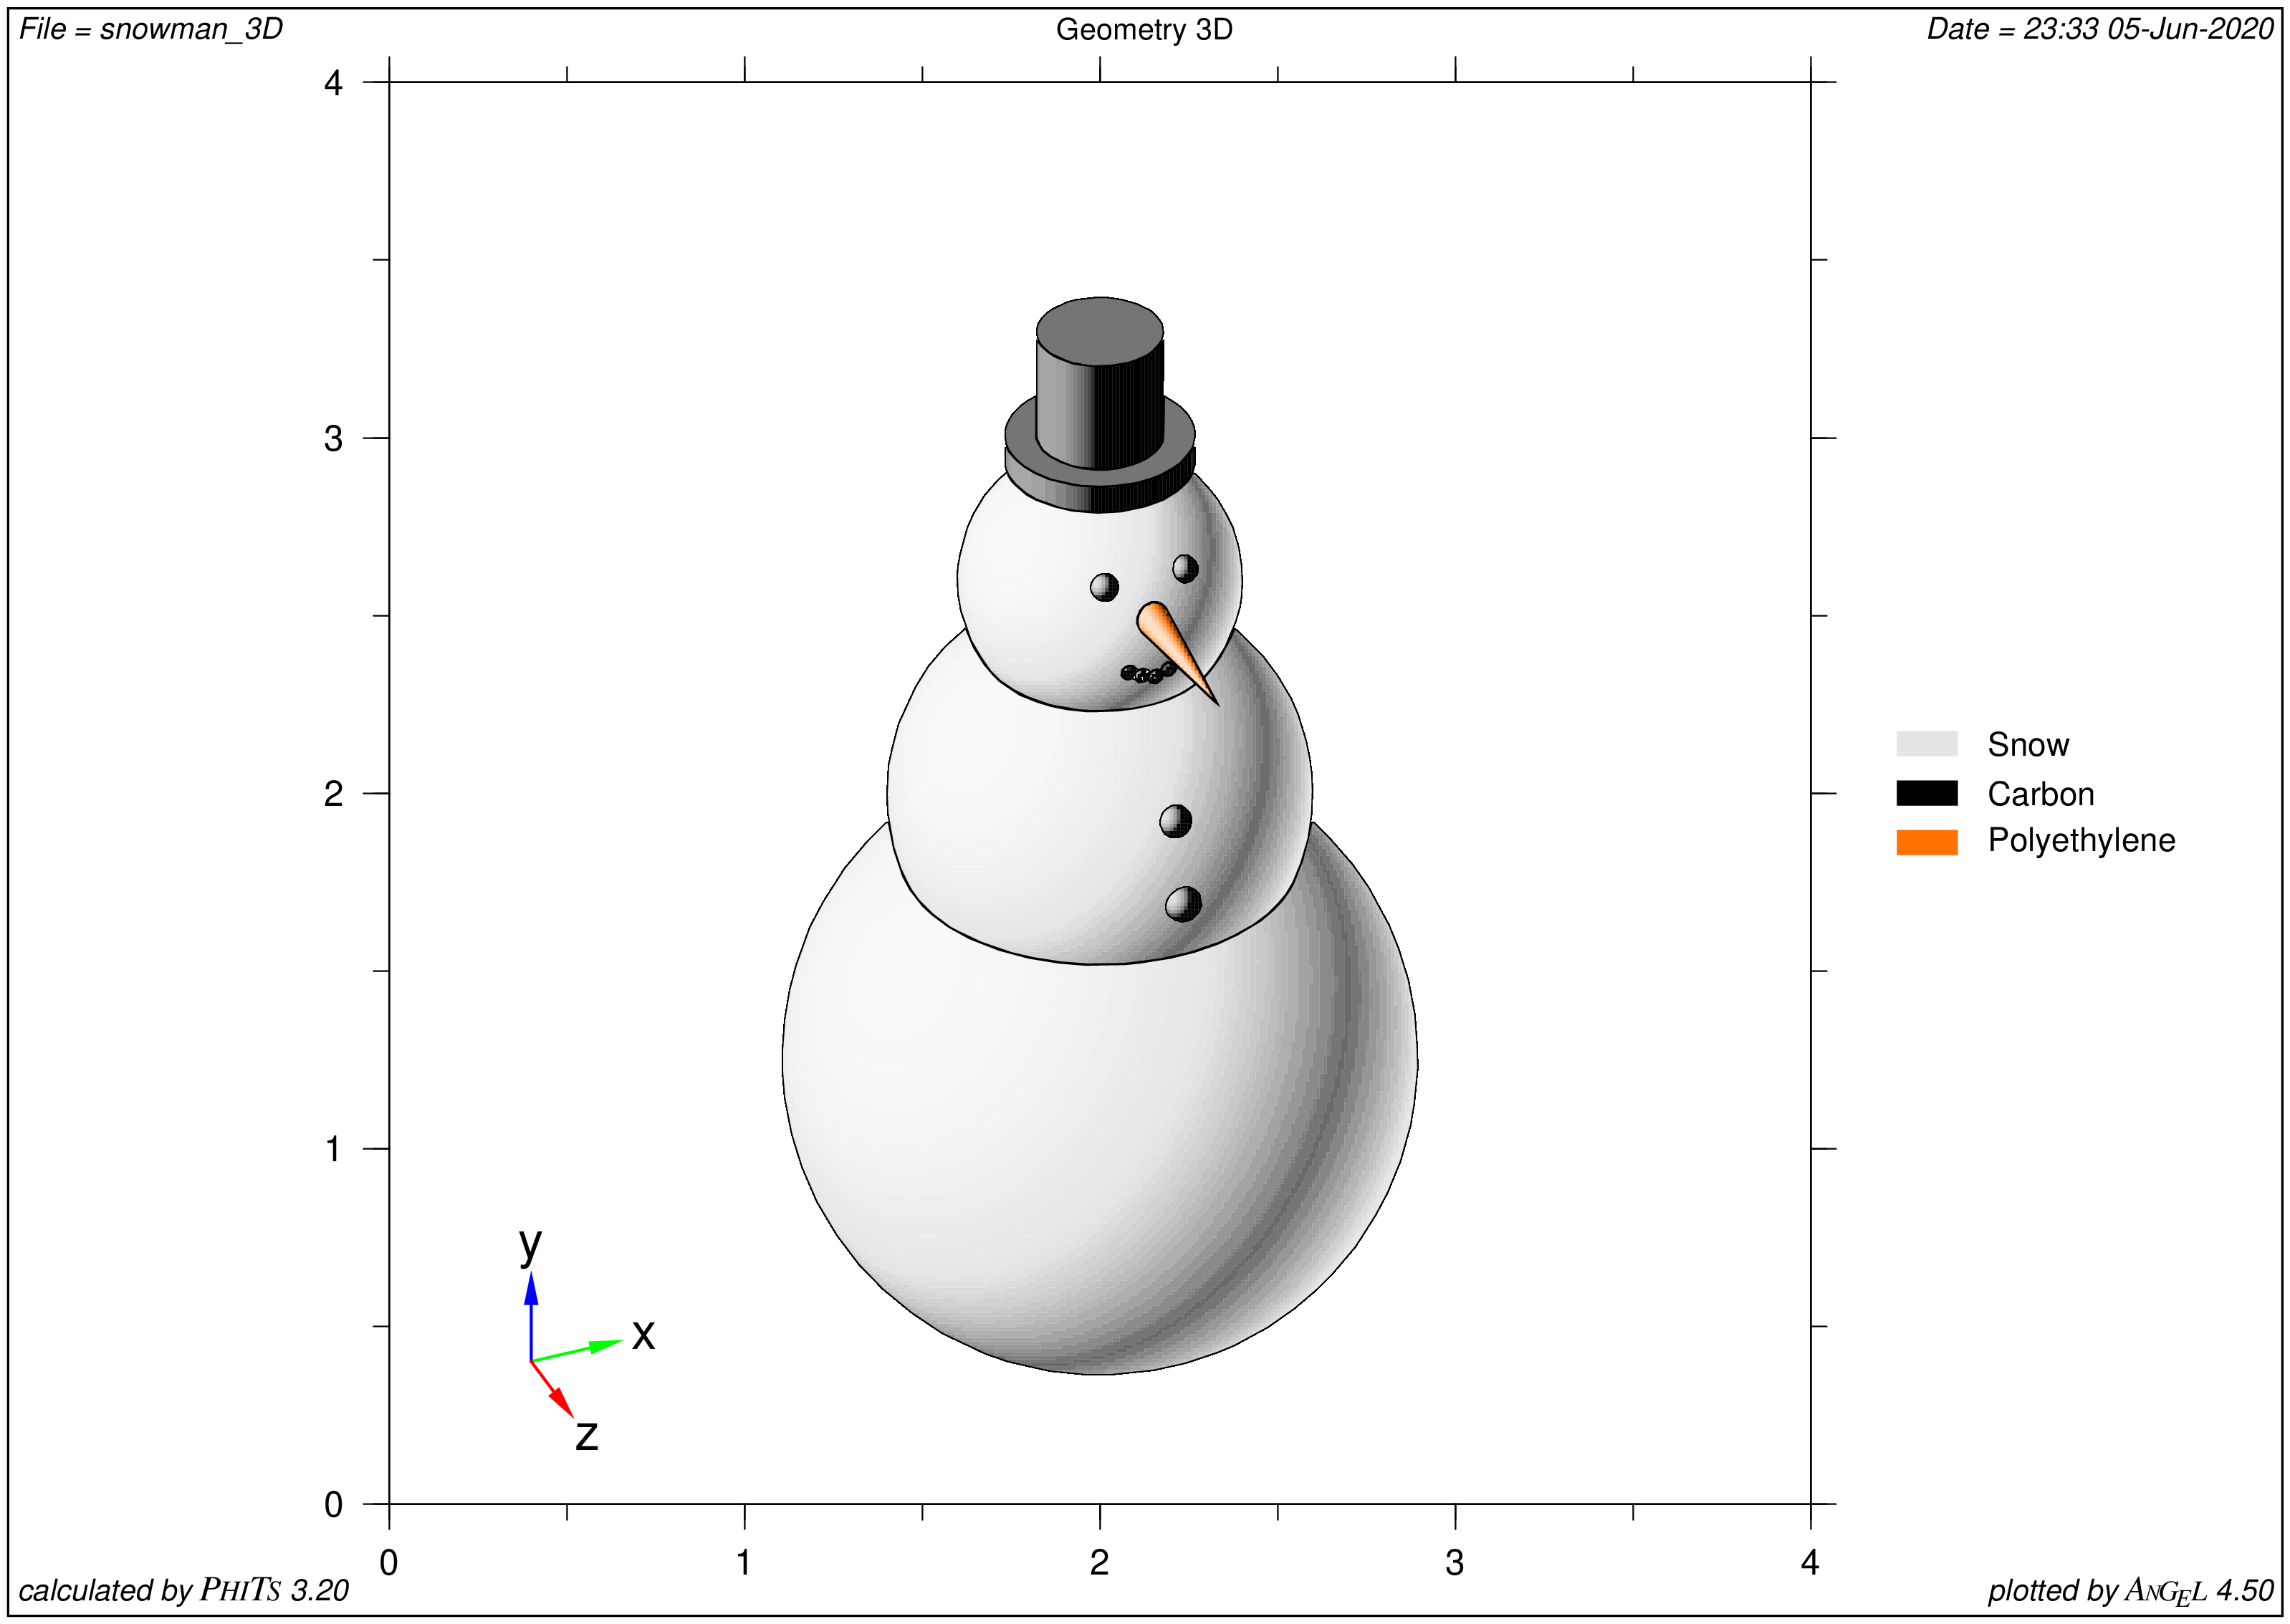 File = snowman_3D
Geometry 3D
Date = 23:33 05-Jun-2020
4
3
2
1
0
Snow
Carbon
Polyethylene
y
x
z
0 1 2 3 4
calculated by PHITS 3.20
plotted by ANGEL 4.50